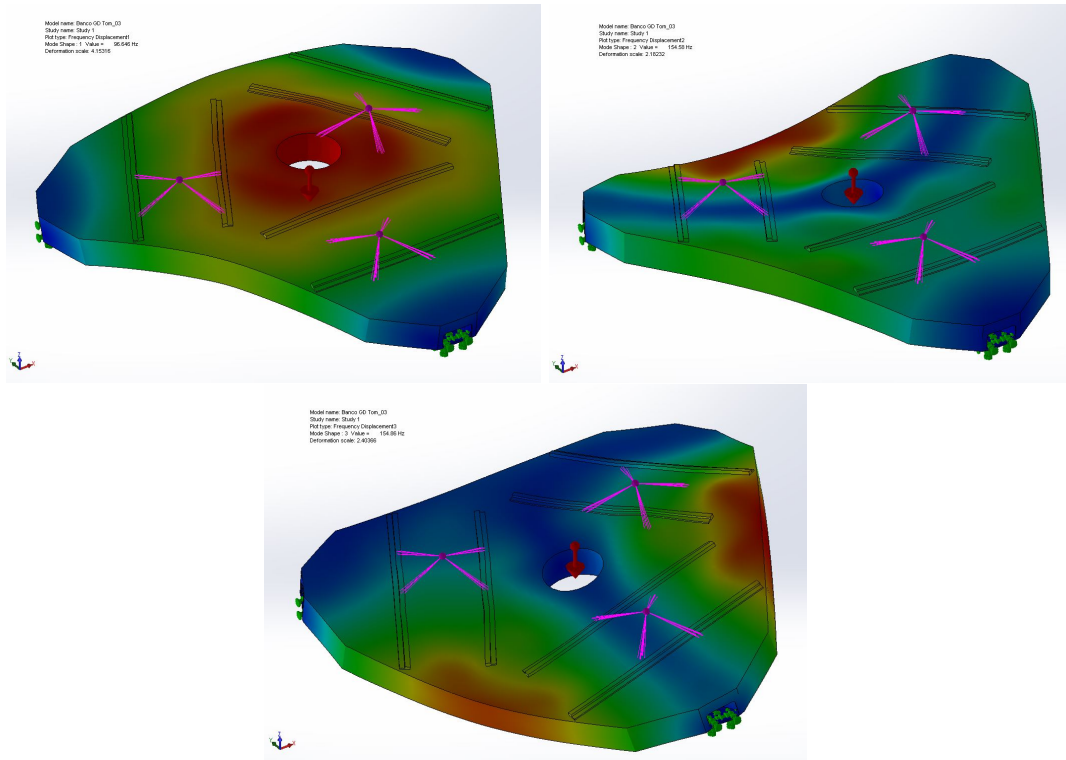 Model name: Banco GD Tom_03
Study name: Study 1
Plot type: Frequency Displacement1
Mode Shape : 1 Value = 96.646 Hz
Deformation scale: 4.15316
Model name: Banco GD Tom_03
Study name: Study 1
Plot type: Frequency Displacement2
Mode Shape : 2 Value = 154.58 Hz
Deformation scale: 2.16232
Model name: Banco GD Tom_03
Study name: Study 1
Plot type: Frequency Displacement3
Mode Shape : 3 Value = 154.86 Hz
Deformation scale: 2.40366